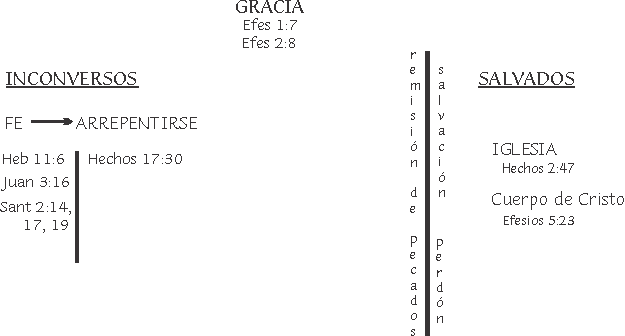 GRACIA
Efes 1:7
Efes 2:8
INCONVERSOS
FE ARREPENTIRSE
Heb 11:6
Juan 3:16
Sant 2:14,
17, 19
Hechos 17:30
remisión de pecados
salvación perdón
SALVADOS
IGLESIA
Hechos 2:47
Cuerpo de Cristo
Efesios 5:23